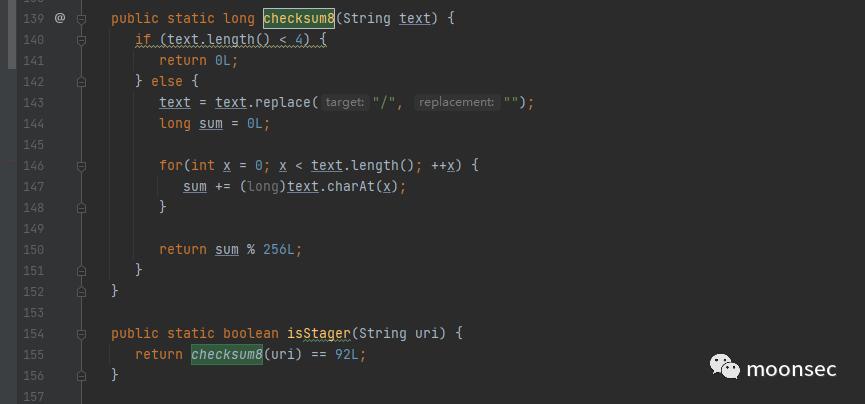 139 @ public static long checksum8(String text) {
140 if (text.length() < 4) {
141 return 0L;
142 } else {
143 text = text.replace( target: "/", replacement: "");
144 long sum = 0L;
145
146 for(int x = 0; x < text.length(); ++x) {
147 sum += (long)text.charAt(x);
148 }
149
150 return sum % 256L;
151 }
152 }
153
154 public static boolean isStager(String uri) {
155 return checksum8(uri) == 92L;
156 }
157
moonsec